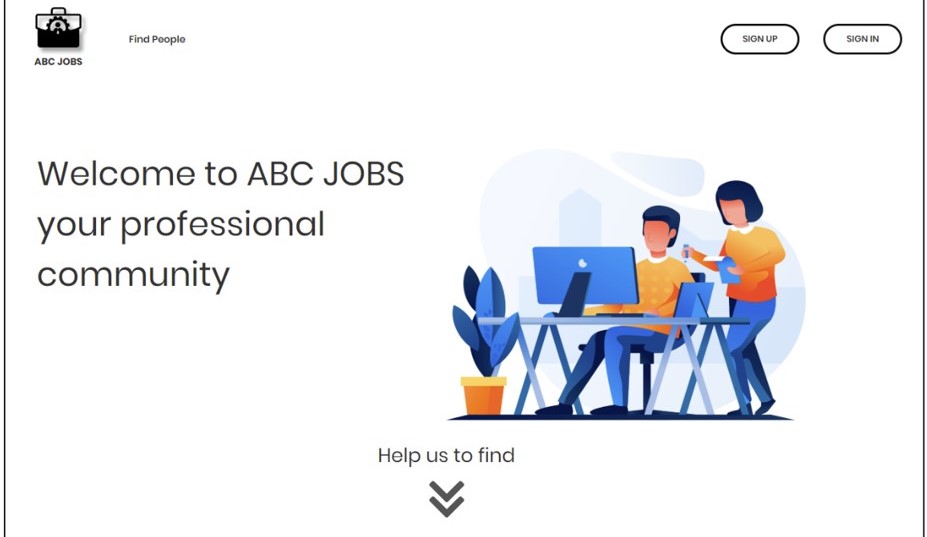 ABC JOBS
Find People
SIGN UP
SIGN IN
Welcome to ABC JOBS
your professional
community
Help us to find